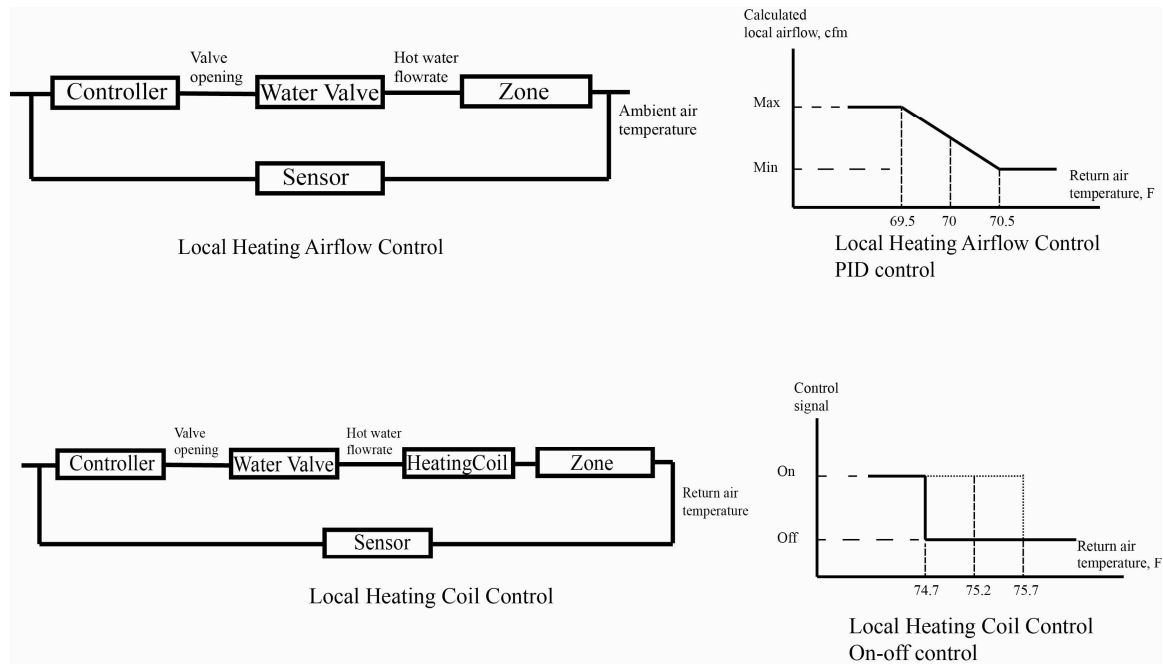 Valve
opening
Hot water
flowrate
Controller
Water Valve
Zone
Ambient air
temperature
Sensor
Local Heating Airflow Control
Calculated
local airflow, cfm
Max
Min
Return air
temperature, F
69.5
70
70.5
Local Heating Airflow Control
PID control
Valve
opening
Hot water
flowrate
Controller
Water Valve
HeatingCoil
Zone
Return air
temperature
Sensor
Local Heating Coil Control
Control
signal
On
Off
Return air
temperature, F
74.7
75.2
75.7
Local Heating Coil Control
On-off control